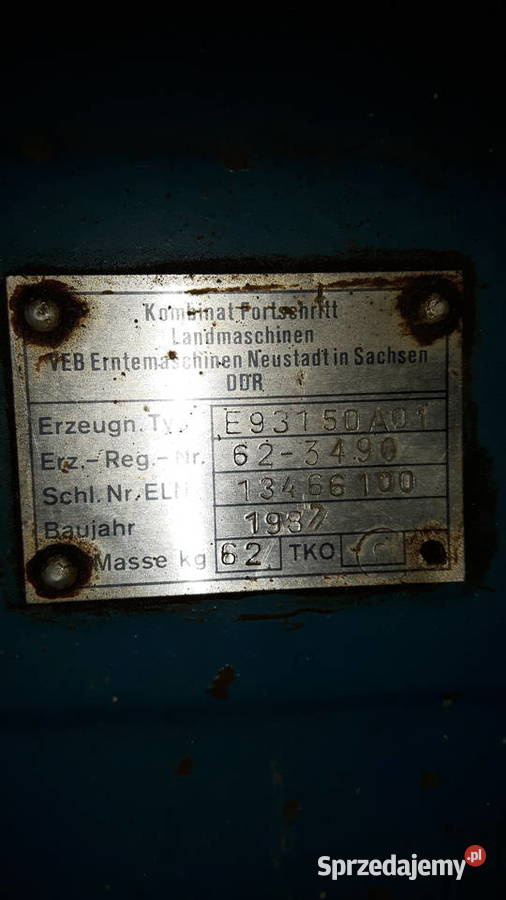 Kombinat Fortschritt
Landmaschinen
VEB Erntemaschinen Neustadt in Sachsen
DDR
Erzeugn. Typ E93150A01
Erz.-Reg.-Nr. 62-3490
Schl. Nr. ELN 13466100
Baujahr 1987
Masse kg 62 TKO
Sprzedajemy.pl